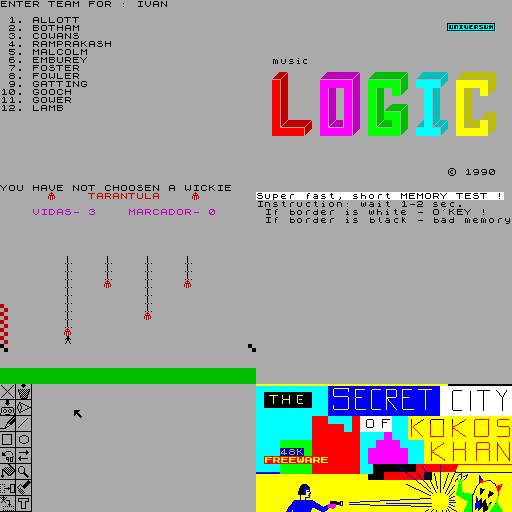 ENTER TEAM FOR : IVAN
1. ALLOTT
2. BOTHAM
3. COWANS
4. RAMPRAKASH
5. MALCOLM
6. EMBUREY
7. FOSTER
8. FOWLER
9. GATTING
10. GOOCH
11. GOWER
12. LAMB
YOU HAVE NOT CHOOSEN A WICKIE
UNIVERSUM
music
LOGIC
© 1990
TARANTULA
VIDAS- 3 MARCADOR- 0
Super fast, short MEMORY TEST !
Instruction: wait 1-2 sec.
If border is white - O'KEY !
If border is black - bad memory
THE SECRET CITY
OF KOKOS
KHAN
48K
FREEWARE